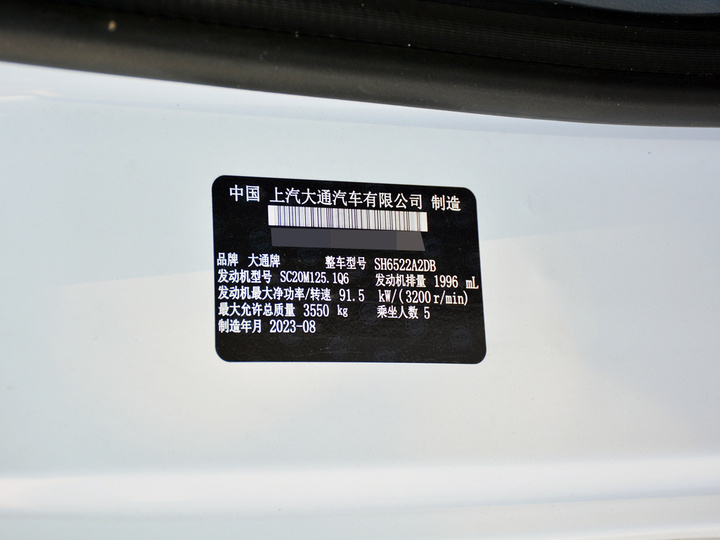 中国 上汽大通汽车有限公司 制造
品牌 大通牌 整车型号 SH6522A2DB
发动机型号 SC20M125.1Q6 发动机排量 1996 mL
发动机最大净功率/转速 91.5 kW/(3200r/min)
最大允许总质量 3550 kg 乘坐人数 5
制造年月 2023-08